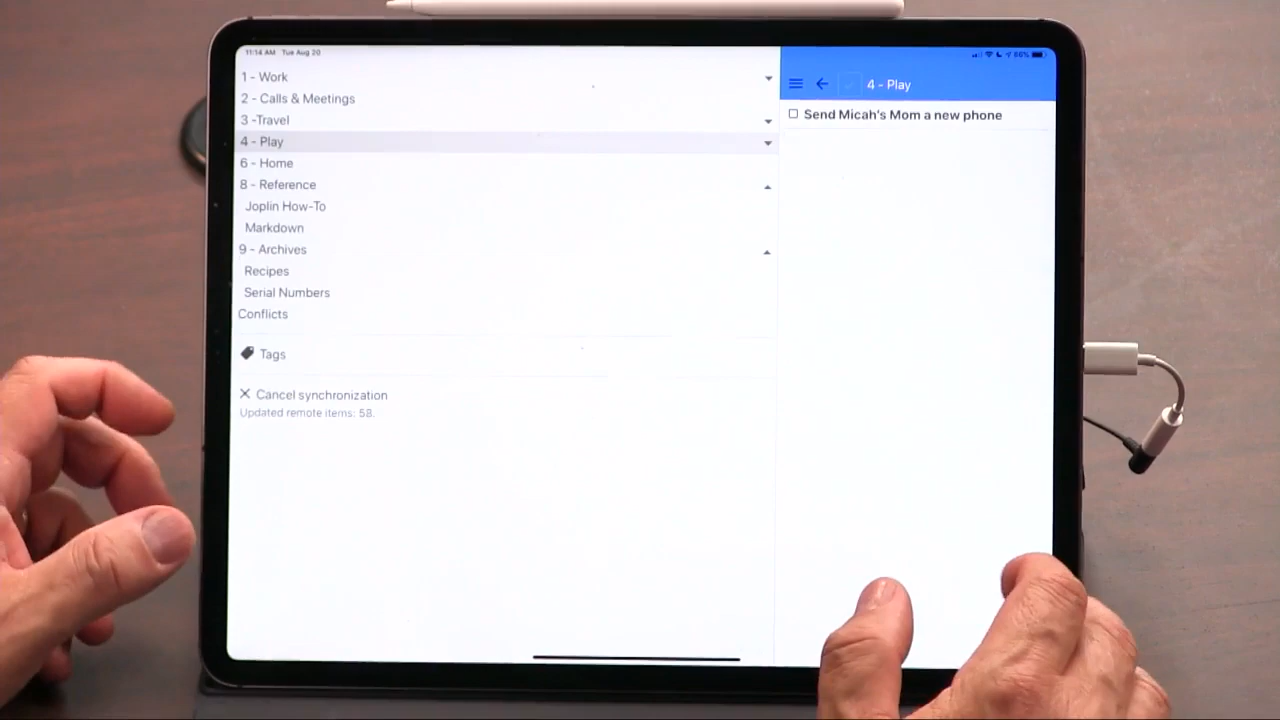 11:14 AM Tue Aug 20
66%
1 - Work
2 - Calls & Meetings
3 -Travel
4 - Play
6 - Home
8 - Reference
Joplin How-To
Markdown
9 - Archives
Recipes
Serial Numbers
Conflicts
Tags
Cancel synchronization
Updated remote items: 58.
4 - Play
Send Micah's Mom a new phone